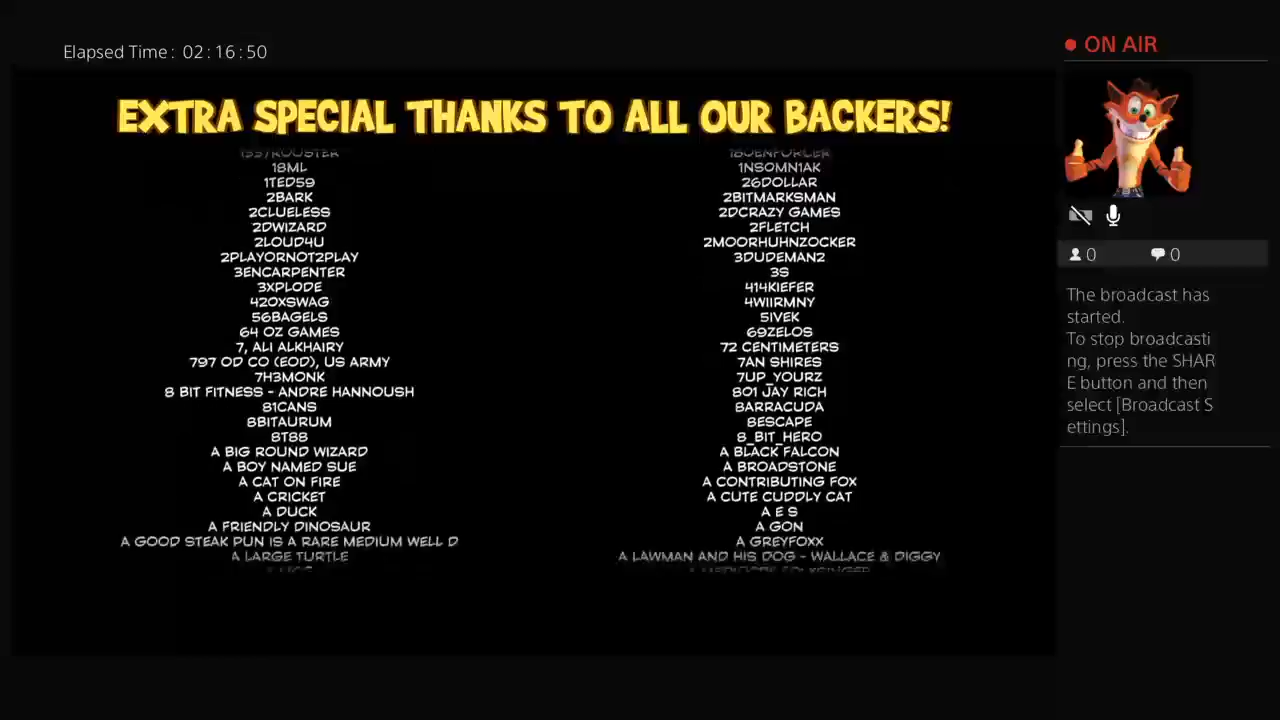 Elapsed Time: 02:16:50
EXTRA SPECIAL THANKS TO ALL OUR BACKERS!
1337ROOSTER
18ML
1TED59
2BARK
2CLUELESS
2DWIZARD
2LOUD4U
2PLAYORNOT2PLAY
3ENCARPENTER
3XPLODE
420XSWAG
56BAGELS
64 OZ GAMES
7, ALI ALKHAIRY
797 OD CO (EOD), US ARMY
7H3MONK
8 BIT FITNESS - ANDRE HANNOUSH
81CANS
8BITAURUM
8T88
A BIG ROUND WIZARD
A BOY NAMED SUE
A CAT ON FIRE
A CRICKET
A DUCK
A FRIENDLY DINOSAUR
A GOOD STEAK PUN IS A RARE MEDIUM WELL D
A LARGE TURTLE
1NSOMN1AK
26DOLLAR
2BITMARKSMAN
2DCRAZY GAMES
2FLETCH
2MOORHUHNZOCKER
3DUDEMAN2
3S
414KIEFER
4WIIRMNY
5IVEK
69ZELOS
72 CENTIMETERS
7AN SHIRES
7UP_YOURZ
801 JAY RICH
8ARRACUDA
8ESCAPE
8_BIT_HERO
A BLACK FALCON
A BROADSTONE
A CONTRIBUTING FOX
A CUTE CUDDLY CAT
A E S
A GON
A GREYFOXX
A LAWMAN AND HIS DOG - WALLACE & DIGGY
ON AIR
0 0
The broadcast has
started.
To stop broadcasti
ng, press the SHAR
E button and then
select [Broadcast S
ettings].